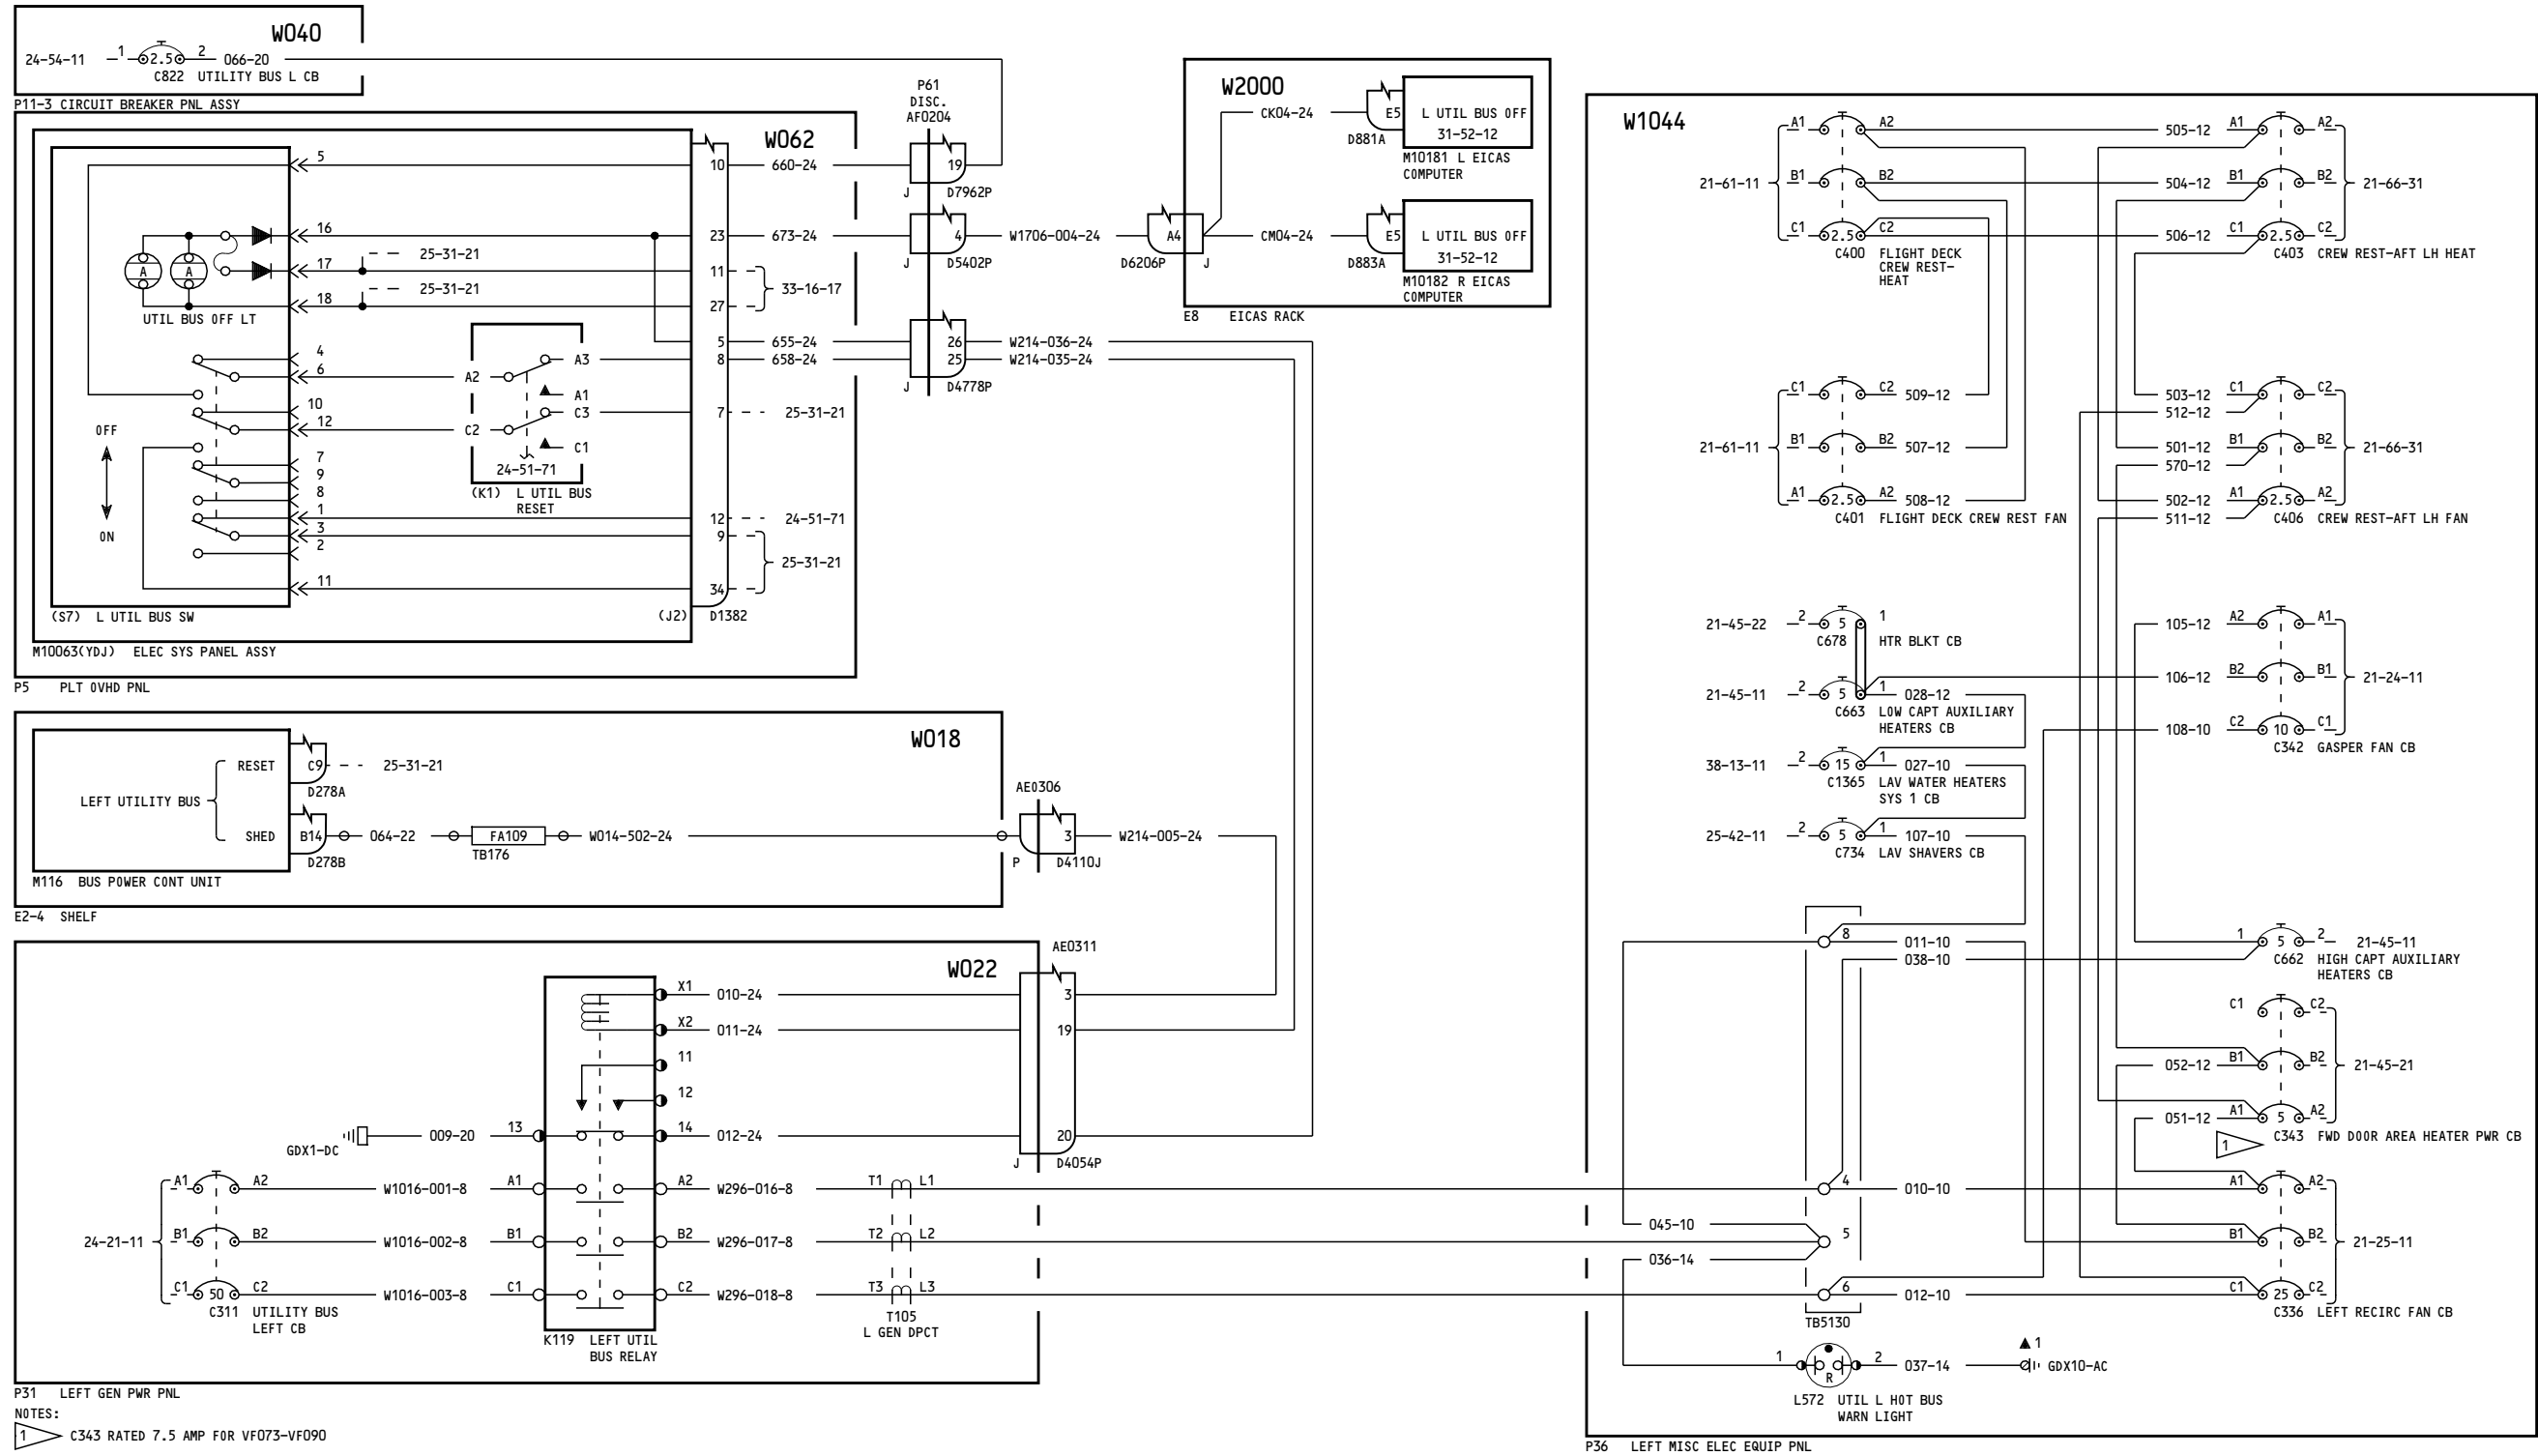 W040
24-54-11 1 2.5 2 066-20
C822 UTILITY BUS L CB
P11-3 CIRCUIT BREAKER PNL ASSY
W062
5 10 660-24
16 23 673-24
17 25-31-21 11
18 25-31-21 27
33-16-17
A A
UTIL BUS OFF LT
5 655-24
4 A3 8 658-24
6 A2
A1
10 C3 7 25-31-21
12 C2
C1
24-51-71
(K1) L UTIL BUS
RESET
OFF
ON
7
9
8
1 12 24-51-71
3 9
2
25-31-21
11 34
(S7) L UTIL BUS SW
(J2) D1382
M10063(YDJ) ELEC SYS PANEL ASSY
P5 PLT OVHD PNL
P61
DISC.
AF0204
19
J D7962P
4 W1706-004-24
J D5402P
26 W214-036-24
25 W214-035-24
J D4778P
W2000
A4
D6206P J
CK04-24 E5 L UTIL BUS OFF
31-52-12
D881A
M10181 L EICAS
COMPUTER
CM04-24 E5 L UTIL BUS OFF
31-52-12
D883A
M10182 R EICAS
COMPUTER
E8 EICAS RACK
W018
LEFT UTILITY BUS
RESET C9 25-31-21
D278A
SHED B14 064-22 FA109 W014-502-24
D278B TB176
M116 BUS POWER CONT UNIT
E2-4 SHELF
AE0306
3 W214-005-24
P D4110J
W022
AE0311
X1 010-24 3
X2 011-24 19
11
12
GDX1-DC 009-20 13 14 012-24 20
J D4054P
24-21-11
A1 A2 W1016-001-8 A1 A2 W296-016-8 T1 L1
B1 B2 W1016-002-8 B1 B2 W296-017-8 T2 L2
C1 50 C2 W1016-003-8 C1 C2 W296-018-8 T3 L3
C311 UTILITY BUS
LEFT CB
K119 LEFT UTIL
BUS RELAY
T105
L GEN DPCT
P31 LEFT GEN PWR PNL
NOTES:
1 C343 RATED 7.5 AMP FOR VF073-VF090
W1044
21-61-11
A1 A2
B1 B2
C1 2.5 C2
C400 FLIGHT DECK
CREW REST-
HEAT
505-12 A1 A2
504-12 B1 B2
506-12 C1 2.5 C2
21-66-31
C403 CREW REST-AFT LH HEAT
21-61-11
C1 C2 509-12
B1 B2 507-12
A1 2.5 A2 508-12
C401 FLIGHT DECK CREW REST FAN
503-12 C1 C2
512-12
501-12 B1 B2
570-12
502-12 A1 2.5 A2
511-12
21-66-31
C406 CREW REST-AFT LH FAN
21-45-22 2 5 1
C678 HTR BLKT CB
21-45-11 2 5 1 028-12
C663 LOW CAPT AUXILIARY
HEATERS CB
38-13-11 2 15 1 027-10
C1365 LAV WATER HEATERS
SYS 1 CB
25-42-11 2 5 1 107-10
C734 LAV SHAVERS CB
105-12 A2 A1
106-12 B2 B1
108-10 C2 10 C1
21-24-11
C342 GASPER FAN CB
8 011-10
038-10
1 5 2 21-45-11
C662 HIGH CAPT AUXILIARY
HEATERS CB
C1 C2
052-12 B1 B2
051-12 A1 5 A2
21-45-21
1 C343 FWD DOOR AREA HEATER PWR CB
4 010-10 A1 A2
045-10
5 B1 B2
036-14
6 012-10 C1 25 C2
21-25-11
C336 LEFT RECIRC FAN CB
TB5130
1 R 2 037-14 1 GDX10-AC
L572 UTIL L HOT BUS
WARN LIGHT
P36 LEFT MISC ELEC EQUIP PNL